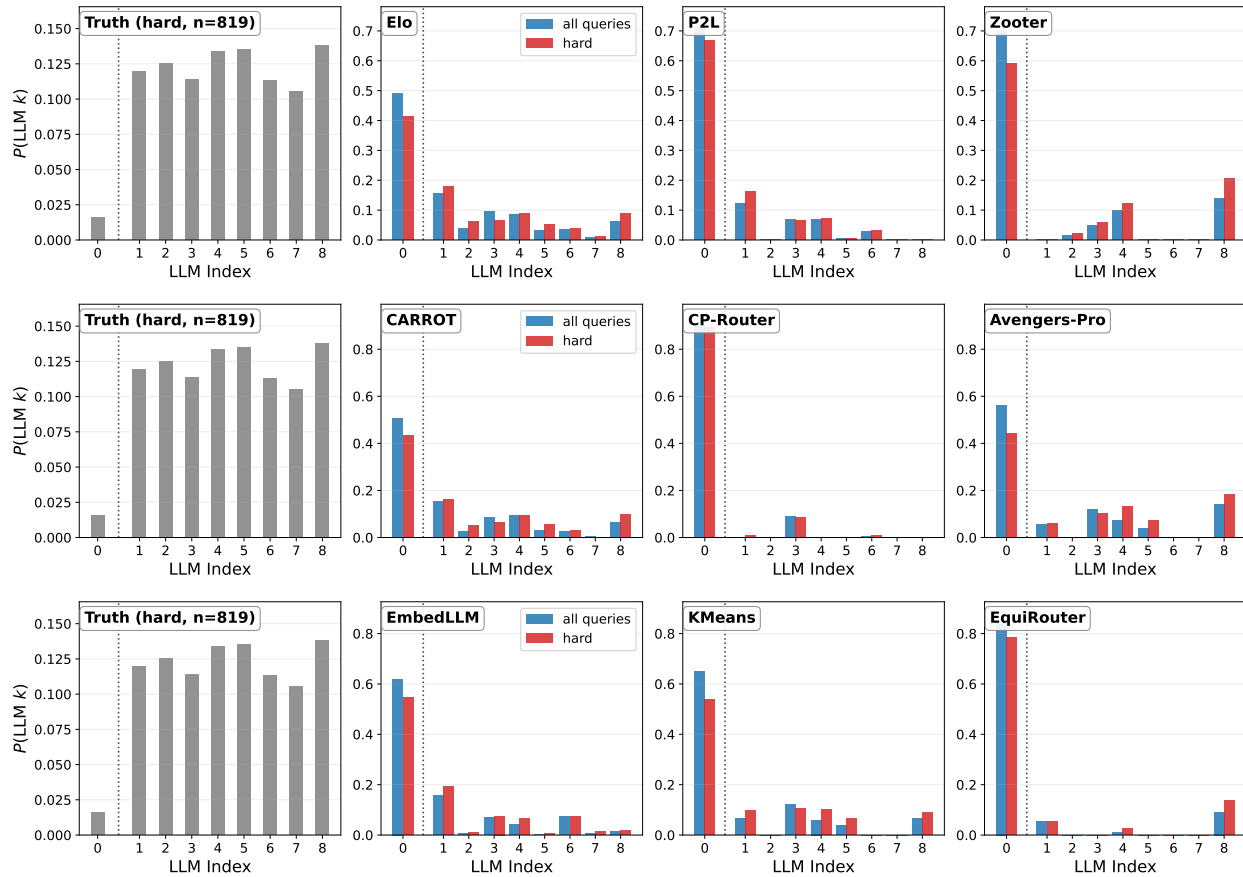 Truth (hard, n=819)
P(LLM k)
0.150
0.125
0.100
0.075
0.050
0.025
0.000
0 1 2 3 4 5 6 7 8
LLM Index
Elo
all queries
hard
0.7
0.6
0.5
0.4
0.3
0.2
0.1
0.0
0 1 2 3 4 5 6 7 8
LLM Index
P2L
0.7
0.6
0.5
0.4
0.3
0.2
0.1
0.0
0 1 2 3 4 5 6 7 8
LLM Index
Zooter
0.7
0.6
0.5
0.4
0.3
0.2
0.1
0.0
0 1 2 3 4 5 6 7 8
LLM Index
Truth (hard, n=819)
P(LLM k)
0.150
0.125
0.100
0.075
0.050
0.025
0.000
0 1 2 3 4 5 6 7 8
LLM Index
CARROT
all queries
hard
0.8
0.6
0.4
0.2
0.0
0 1 2 3 4 5 6 7 8
LLM Index
CP-Router
0.8
0.6
0.4
0.2
0.0
0 1 2 3 4 5 6 7 8
LLM Index
Avengers-Pro
0.8
0.6
0.4
0.2
0.0
0 1 2 3 4 5 6 7 8
LLM Index
Truth (hard, n=819)
P(LLM k)
0.150
0.125
0.100
0.075
0.050
0.025
0.000
0 1 2 3 4 5 6 7 8
LLM Index
EmbedLLM
all queries
hard
0.8
0.6
0.4
0.2
0.0
0 1 2 3 4 5 6 7 8
LLM Index
KMeans
0.8
0.6
0.4
0.2
0.0
0 1 2 3 4 5 6 7 8
LLM Index
EquiRouter
0.8
0.6
0.4
0.2
0.0
0 1 2 3 4 5 6 7 8
LLM Index